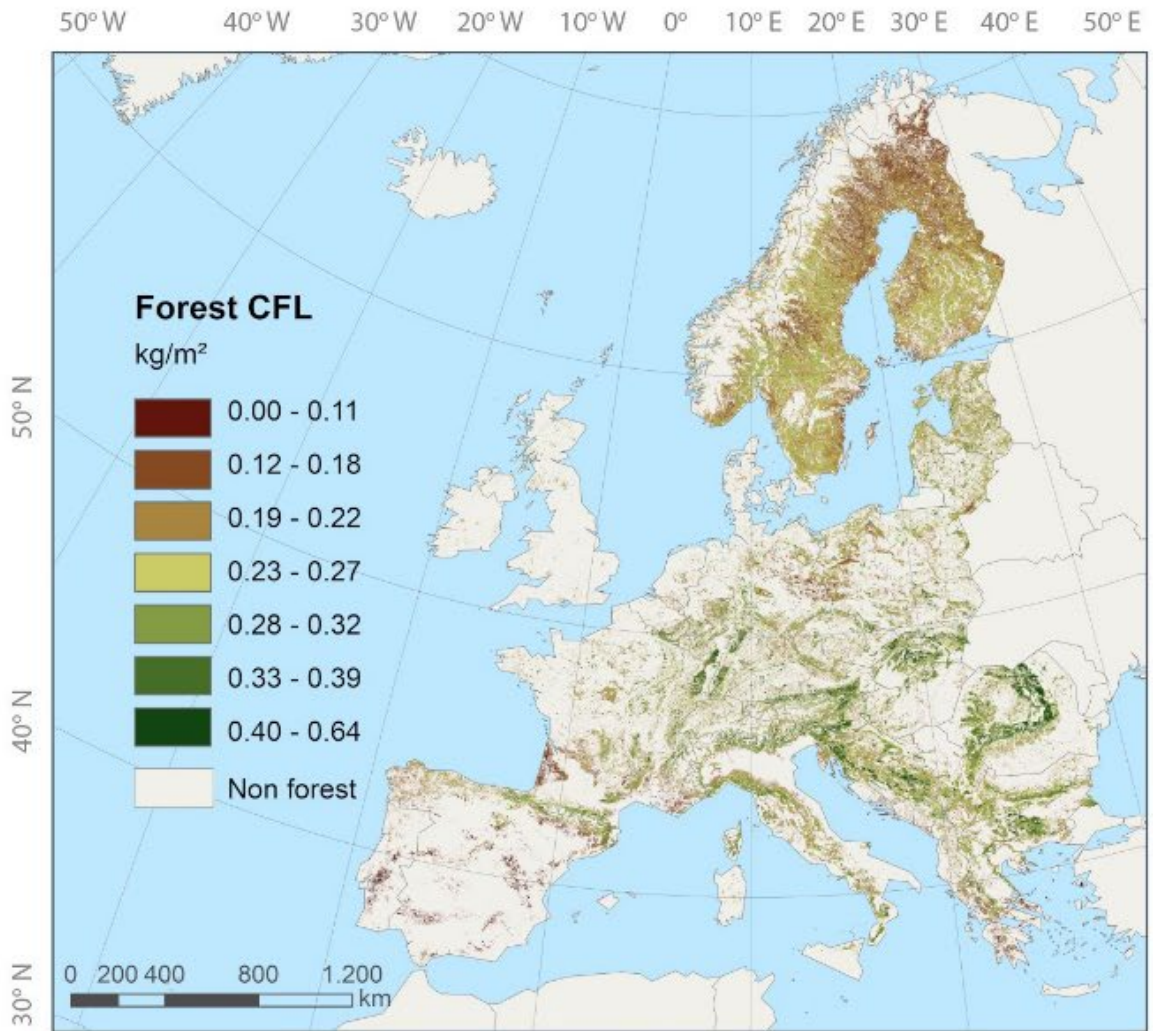 50° W 40° W 30° W 20° W 10° W 0° 10° E 20° E 30° E 40° E 50° E
Forest CFL
kg/m²
0.00 - 0.11
0.12 - 0.18
0.19 - 0.22
0.23 - 0.27
0.28 - 0.32
0.33 - 0.39
0.40 - 0.64
Non forest
50° N
40° N
30° N
0 200 400 800 1.200
km